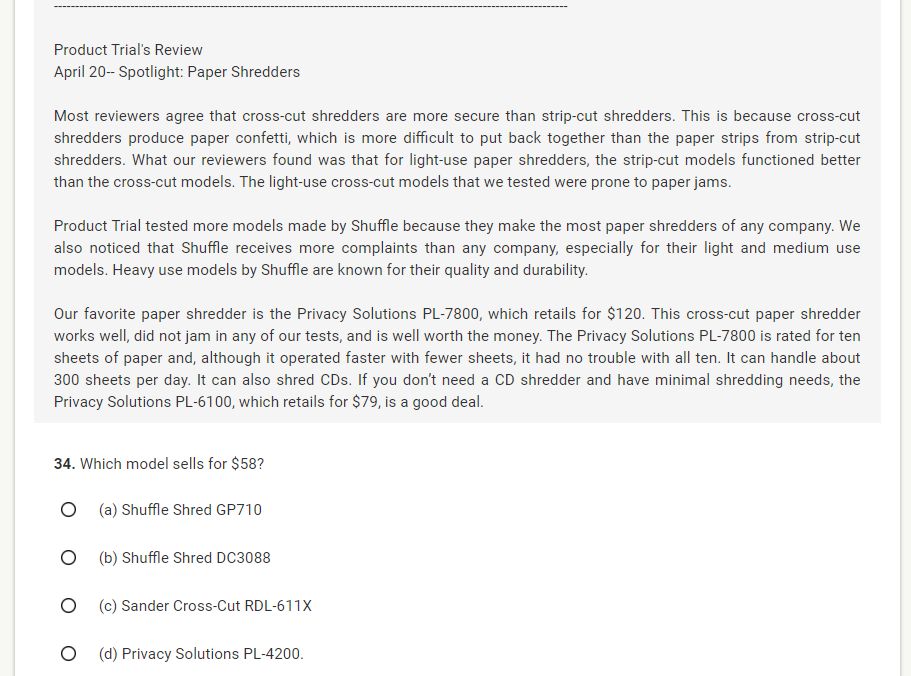 Product Trial's Review
April 20-- Spotlight: Paper Shredders
Most reviewers agree that cross-cut shredders are more secure than strip-cut shredders. This is because cross-cut
shredders produce paper confetti, which is more difficult to put back together than the paper strips from strip-cut
shredders. What our reviewers found was that for light-use paper shredders, the strip-cut models functioned better
than the cross-cut models. The light-use cross-cut models that we tested were prone to paper jams.
Product Trial tested more models made by Shuffle because they make the most paper shredders of any company. We
also noticed that Shuffle receives more complaints than any company, especially for their light and medium use
models. Heavy use models by Shuffle are known for their quality and durability.
Our favorite paper shredder is the Privacy Solutions PL-7800, which retails for $120. This cross-cut paper shredder
works well, did not jam in any of our tests, and is well worth the money. The Privacy Solutions PL-7800 is rated for ten
sheets of paper and, although it operated faster with fewer sheets, it had no trouble with all ten. It can handle about
300 sheets per day. It can also shred CDs. If you don't need a CD shredder and have minimal shredding needs, the
Privacy Solutions PL-6100, which retails for $79, is a good deal.
34. Which model sells for $58?
(a) Shuffle Shred GP710
(b) Shuffle Shred DC3088
(c) Sander Cross-Cut RDL-611X
(d) Privacy Solutions PL-4200.